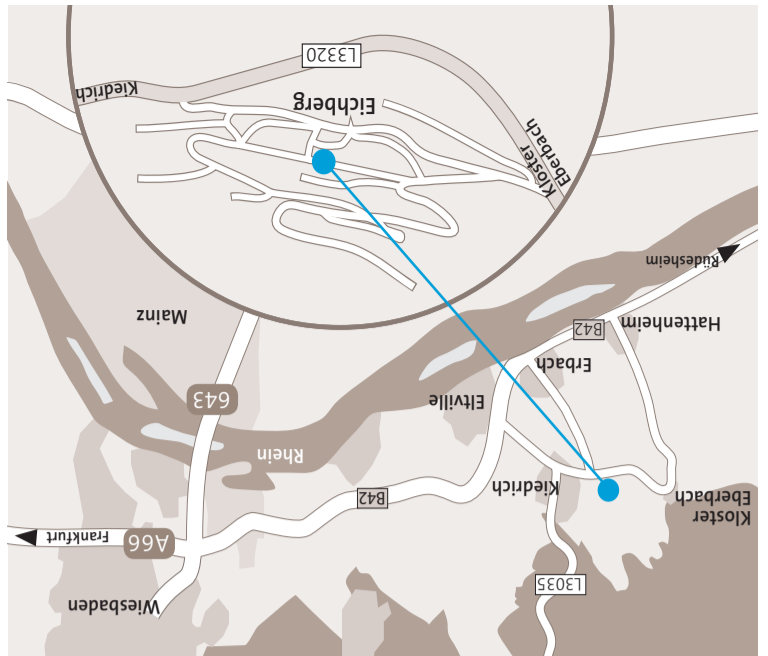 Wiesbaden
L3035
A66
Frankfurt
Kloster
Eberbach
B42
Kiedrich
Rhein
Eltville
643
Erbach
B42
Hattenheim
Mainz
Rüdesheim
Kloster
Eberbach
Eichberg
Kiedrich
L3320